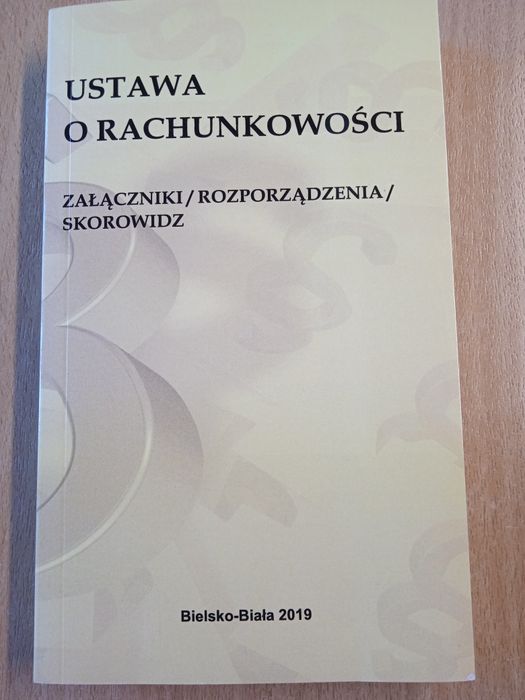 USTAWA
O RACHUNKOWOŚCI
ZAŁĄCZNIKI / ROZPORZĄDZENIA /
SKOROWIDZ
Bielsko-Biała 2019